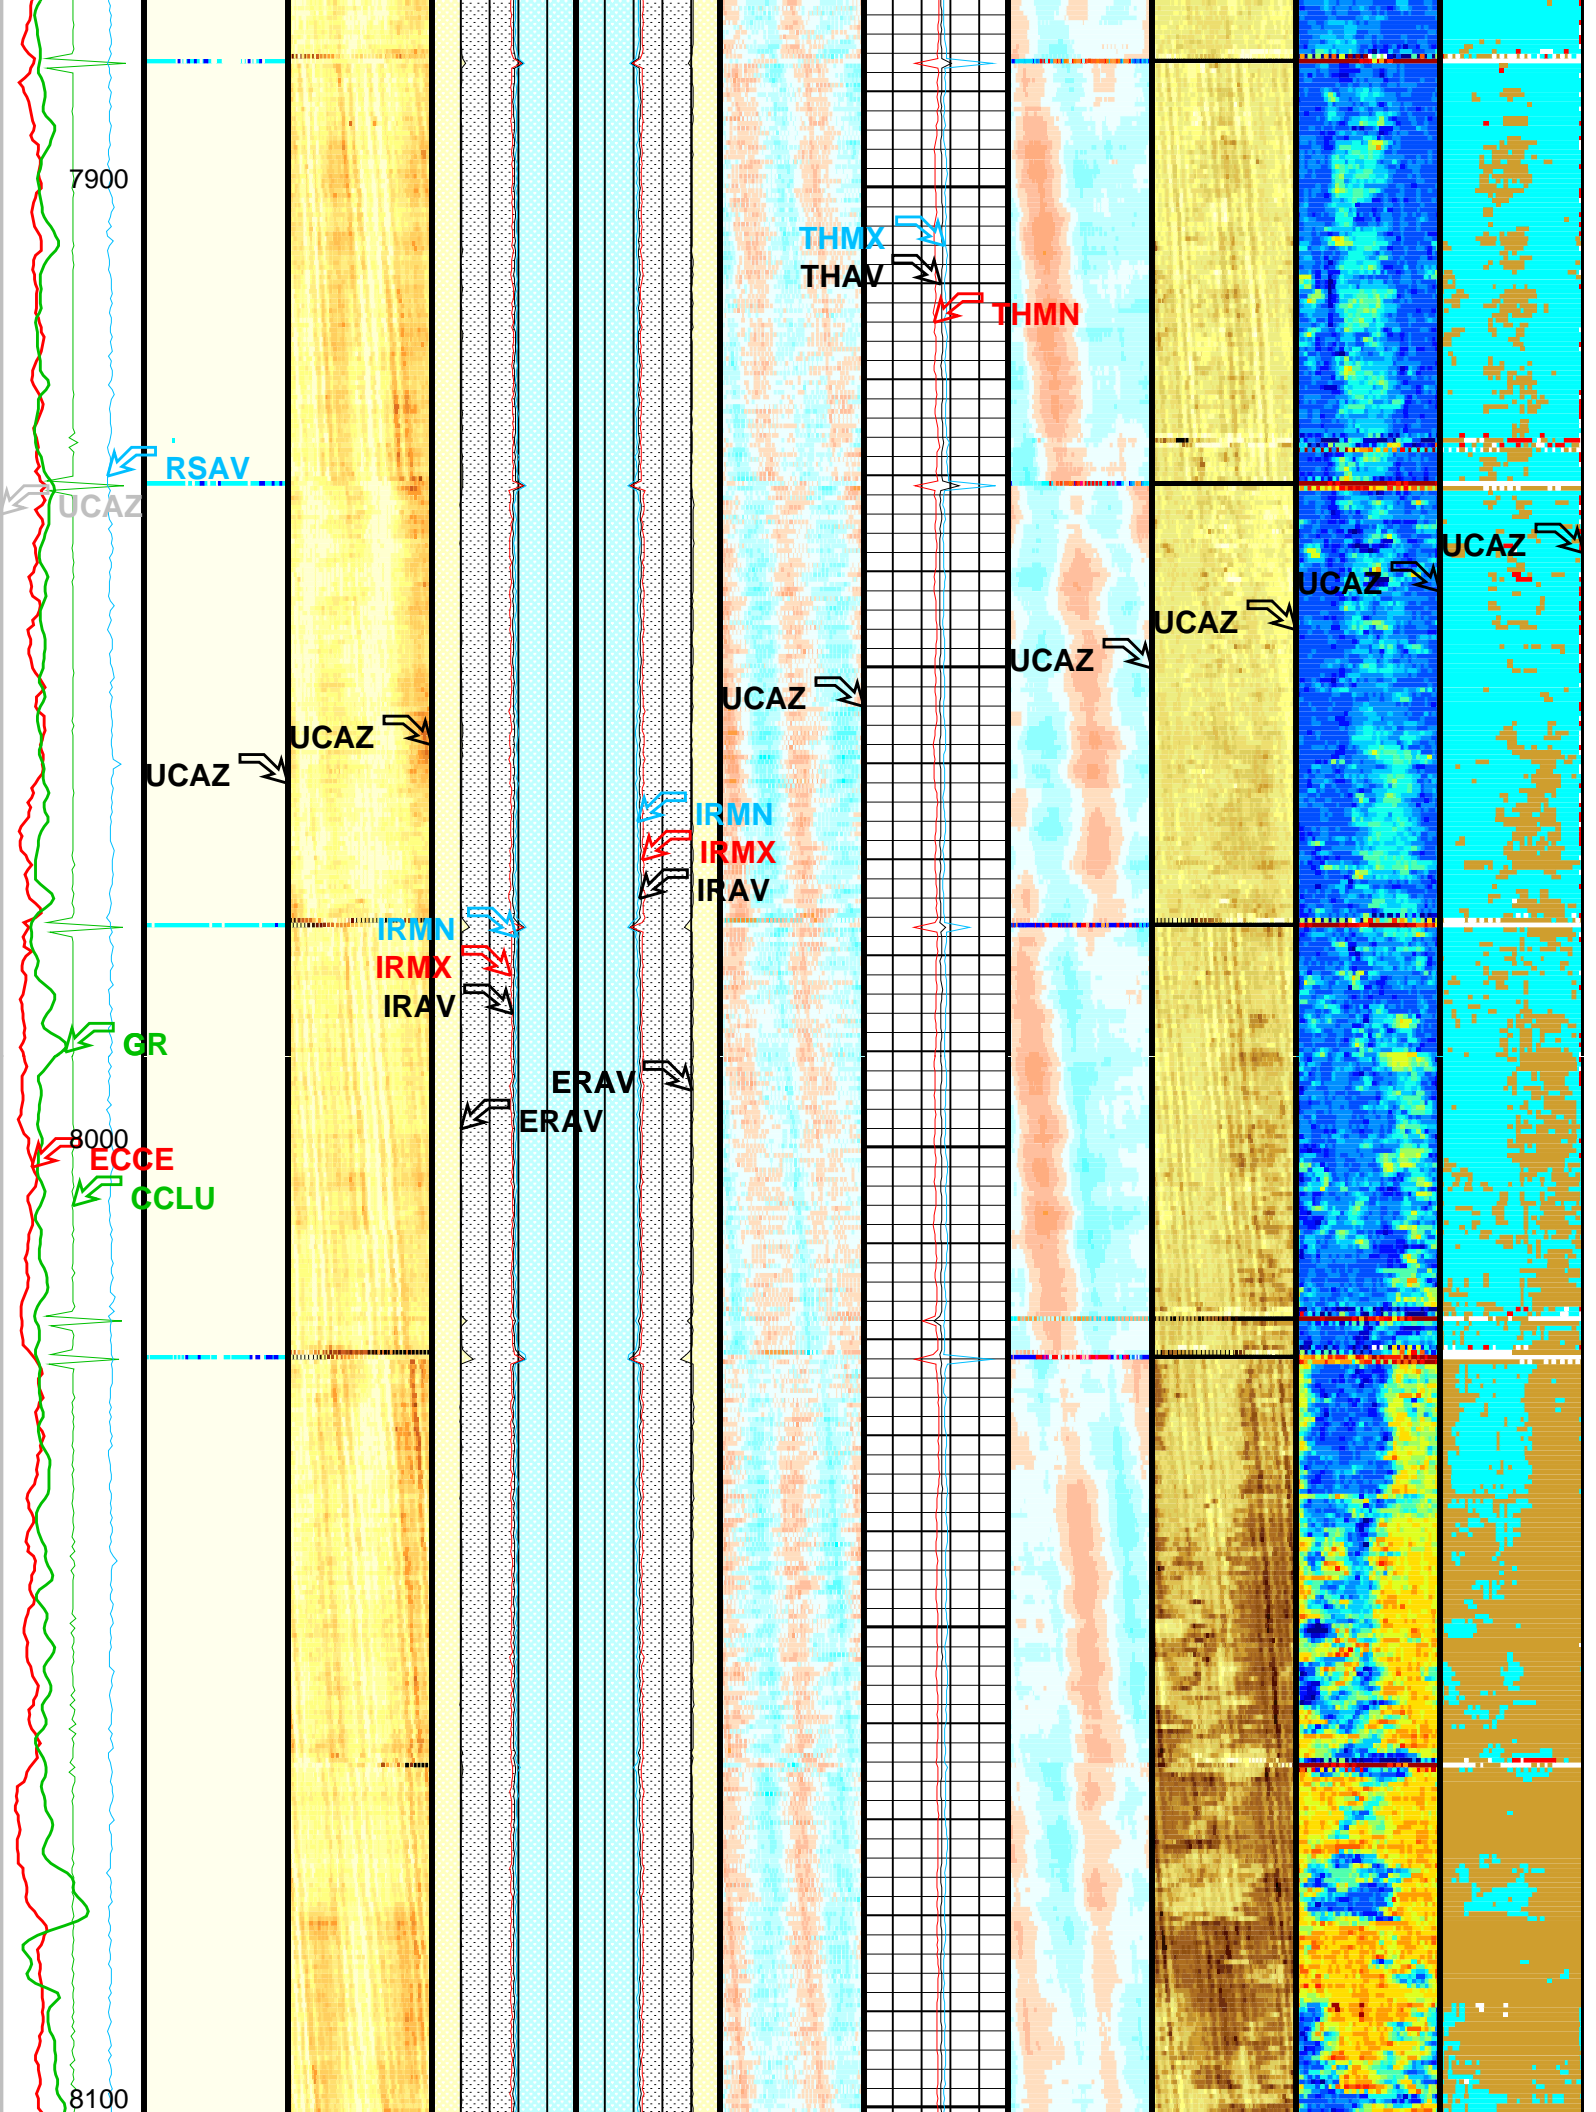 7900
THMX
THAV
THMN
RSAV
UCAZ
UCAZ
UCAZ
UCAZ
UCAZ
UCAZ
UCAZ
UCAZ
IRMN
IRMX
IRAV
IRMN
IRMX
IRAV
GR
ERAV
ERAV
8000
ECCE
CCLU
8100